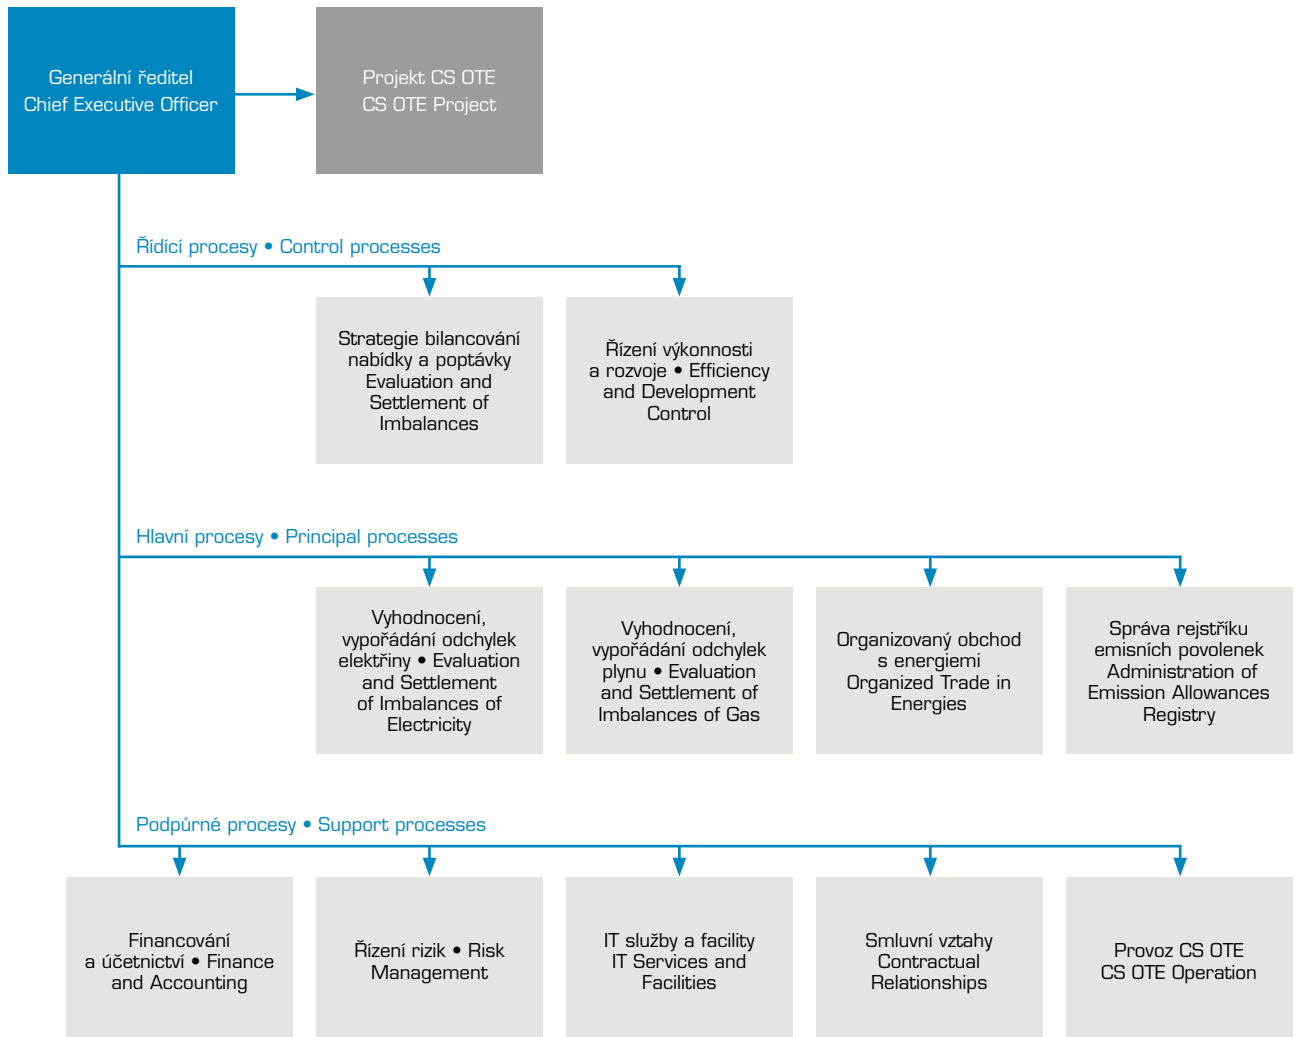 Generální ředitel
Chief Executive Officer
Projekt CS OTE
CS OTE Project
Řídící procesy • Control processes
Strategie bilancování
nabídky a poptávky
Evaluation and
Settlement of
Imbalances
Řízení výkonnosti
a rozvoje • Efficiency
and Development
Control
Hlavní procesy • Principal processes
Vyhodnocení,
vypořádání odchylek
elektřiny • Evaluation
and Settlement
of Imbalances of
Electricity
Vyhodnocení,
vypořádání odchylek
plynu • Evaluation
and Settlement of
Imbalances of Gas
Organizovaný obchod
s energiemi
Organized Trade in
Energies
Správa rejstříku
emisních povolenek
Administration of
Emission Allowances
Registry
Podpůrné procesy • Support processes
Financování
a účetnictví • Finance
and Accounting
Řízení rizik • Risk
Management
IT služby a facility
IT Services and
Facilities
Smluvní vztahy
Contractual
Relationships
Provoz CS OTE
CS OTE Operation